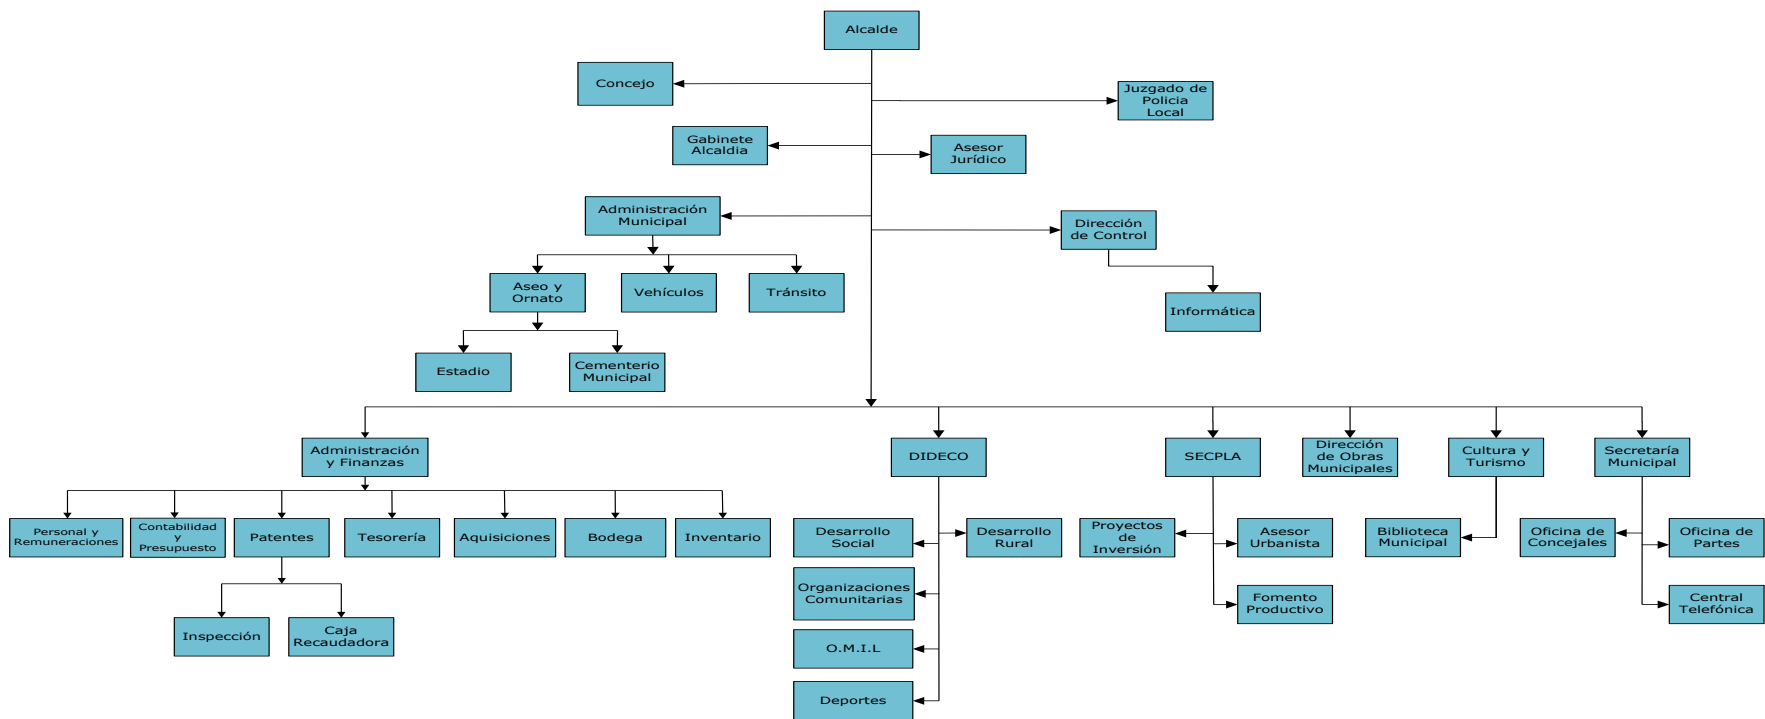 Alcalde
Concejo
Juzgado de
Policia
Local
Gabinete
Alcaldia
Asesor
Jurídico
Administración
Municipal
Dirección
de Control
Aseo y
Ornato
Vehículos
Tránsito
Informática
Estadio
Cementerio
Municipal
Administración
y Finanzas
DIDECO
SECPLA
Dirección
de Obras
Municipales
Cultura y
Turismo
Secretaría
Municipal
Personal y
Remuneraciones
Contabilidad
y
Presupuesto
Patentes
Tesorería
Aquisiciones
Bodega
Inventario
Desarrollo
Social
Desarrollo
Rural
Proyectos
de
Inversión
Asesor
Urbanista
Biblioteca
Municipal
Oficina de
Concejales
Oficina de
Partes
Organizaciones
Comunitarias
Fomento
Productivo
Central
Telefónica
Inspección
Caja
Recaudadora
O.M.I.L
Deportes